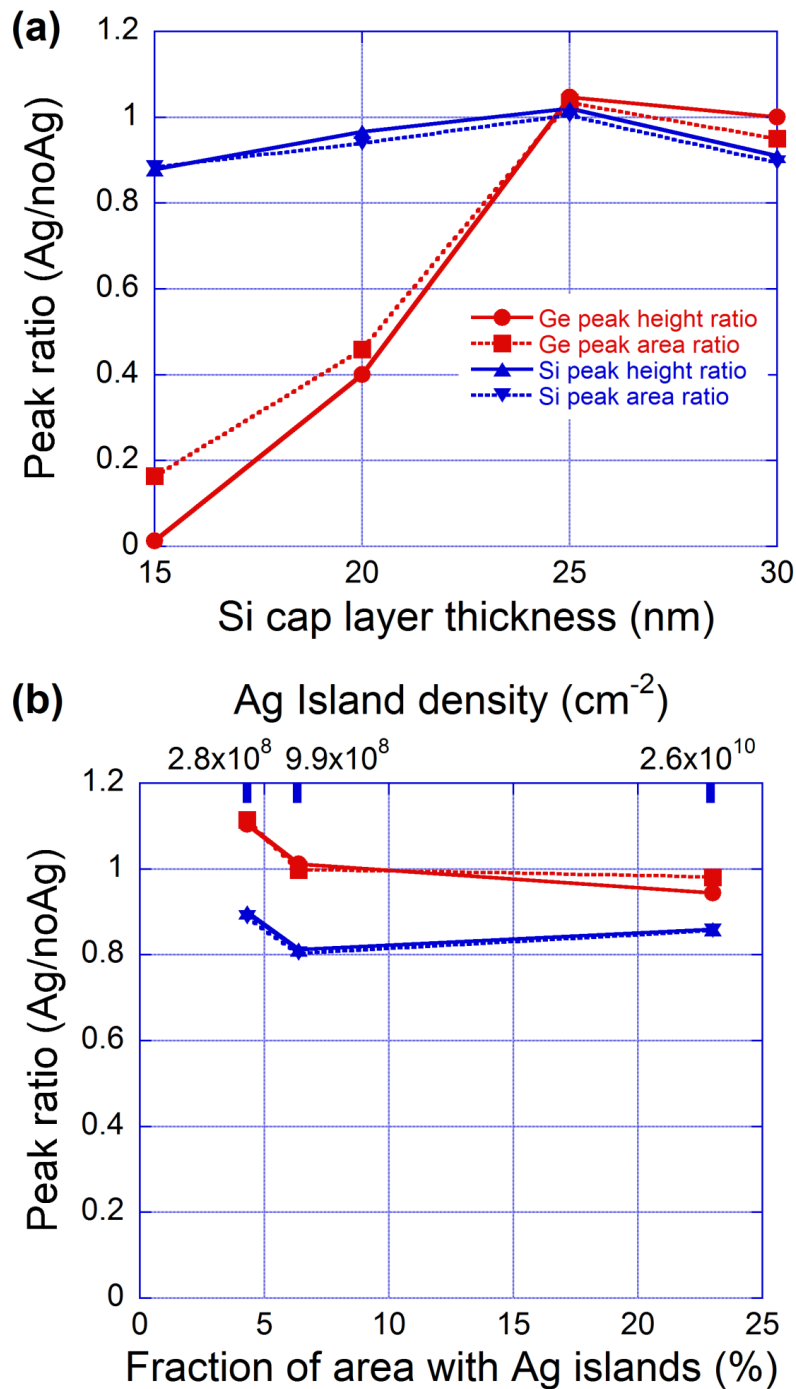 (a)
1.2
1
0.8
0.6
0.4
0.2
0
Peak ratio (Ag/noAg)
Ge peak height ratio
Ge peak area ratio
Si peak height ratio
Si peak area ratio
15 20 25 30
Si cap layer thickness (nm)
(b)
Ag Island density (cm⁻²)
2.8x10⁸ 9.9x10⁸ 2.6x10¹⁰
1.2
1
0.8
0.6
0.4
0.2
0
Peak ratio (Ag/noAg)
0 5 10 15 20 25
Fraction of area with Ag islands (%)